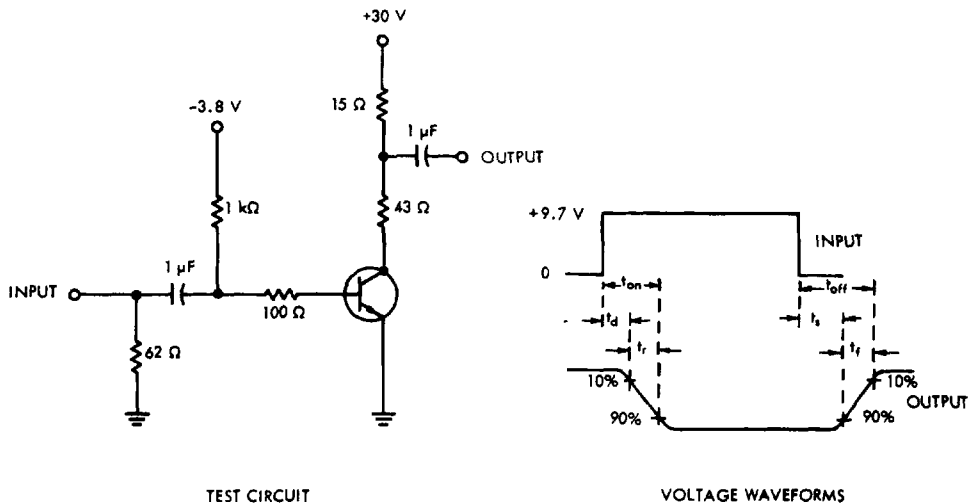 +30 V
-3.8 V
15 Ω
1 µF
OUTPUT
1 kΩ
43 Ω
1 µF
INPUT
100 Ω
62 Ω
TEST CIRCUIT
+9.7 V
INPUT
0
ton
toff
td
ts
tr
tf
10%
10%
OUTPUT
90%
90%
VOLTAGE WAVEFORMS